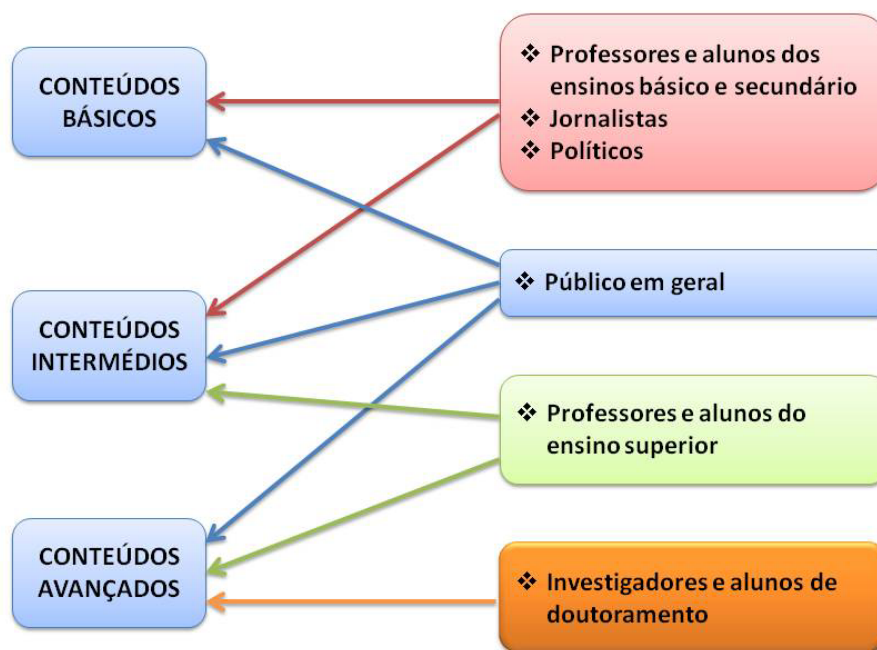 CONTEÚDOS
BÁSICOS
❖ Professores e alunos dos
ensinos básico e secundário
❖ Jornalistas
❖ Políticos
❖ Público em geral
CONTEÚDOS
INTERMÉDIOS
❖ Professores e alunos do
ensino superior
CONTEÚDOS
AVANÇADOS
❖ Investigadores e alunos de
doutoramento